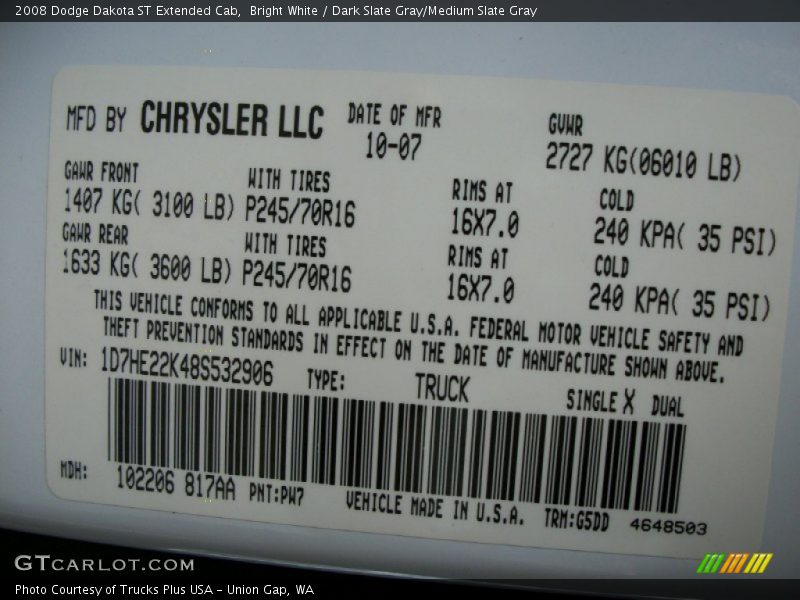 2008 Dodge Dakota ST Extended Cab,  Bright White / Dark Slate Gray/Medium Slate Gray
MFD BY CHRYSLER LLC DATE OF MFR GVWR
10-07 2727 KG(06010 LB)
GAWR FRONT WITH TIRES RIMS AT COLD
1407 KG( 3100 LB) P245/70R16 16X7.0 240 KPA( 35 PSI)
GAWR REAR WITH TIRES RIMS AT COLD
1633 KG( 3600 LB) P245/70R16 16X7.0 240 KPA( 35 PSI)
THIS VEHICLE CONFORMS TO ALL APPLICABLE U.S.A. FEDERAL MOTOR VEHICLE SAFETY AND
THEFT PREVENTION STANDARDS IN EFFECT ON THE DATE OF MANUFACTURE SHOWN ABOVE.
VIN: 1D7HE22K48S532906 TYPE: TRUCK SINGLE X DUAL
MDH: 102206 817AA PNT:PW7 VEHICLE MADE IN U.S.A. TRM:G5DD 4648503
GTCARLOT.COM
Photo Courtesy of Trucks Plus USA - Union Gap, WA